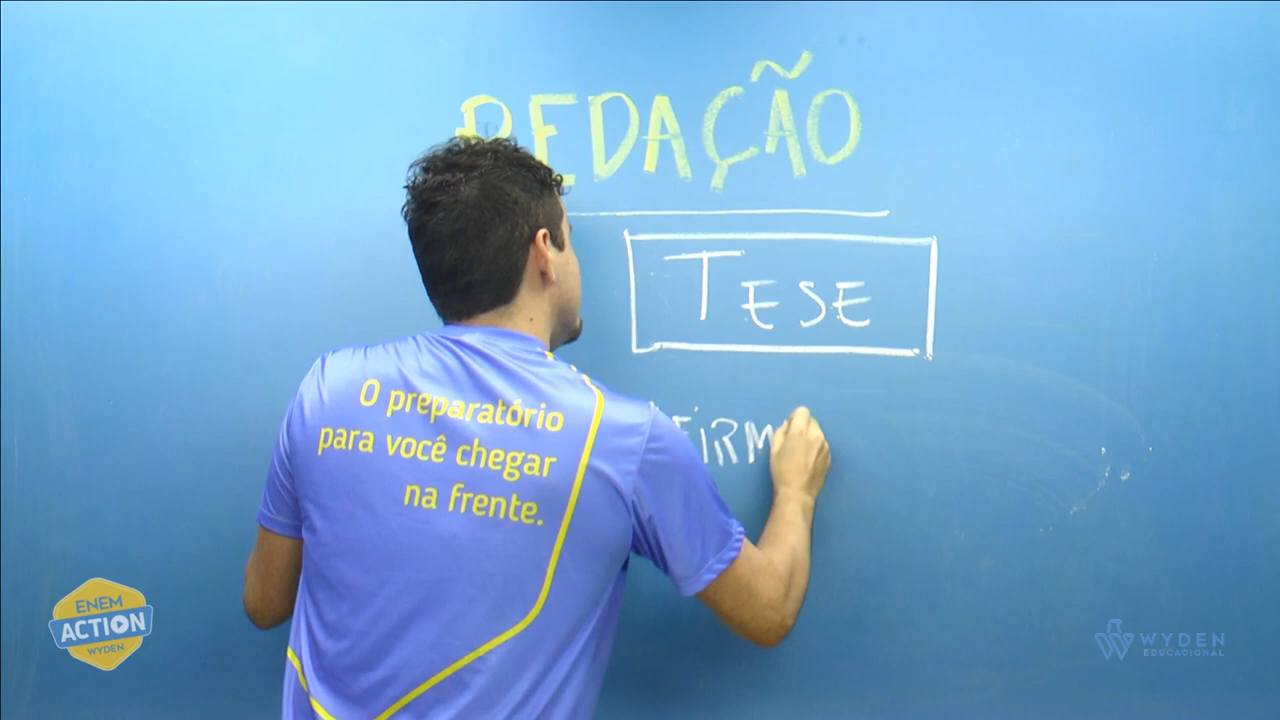 REDAÇÃO
TESE
O preparatório
para você chegar
na frente.
ENEM
ACTION
WYDEN
WYDEN
EDUCACIONAL